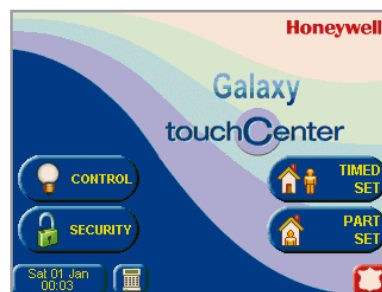 Honeywell
Galaxy
touchCenter
CONTROL
TIMED
SET
SECURITY
PART
SET
Sat 01 Jan
00:03